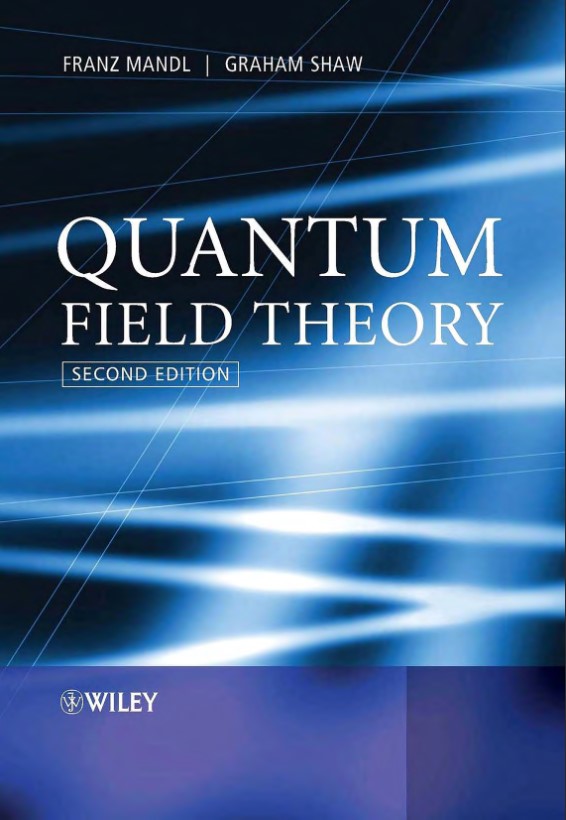 FRANZ MANDL | GRAHAM SHAW
QUANTUM
FIELD THEORY
SECOND EDITION
WILEY